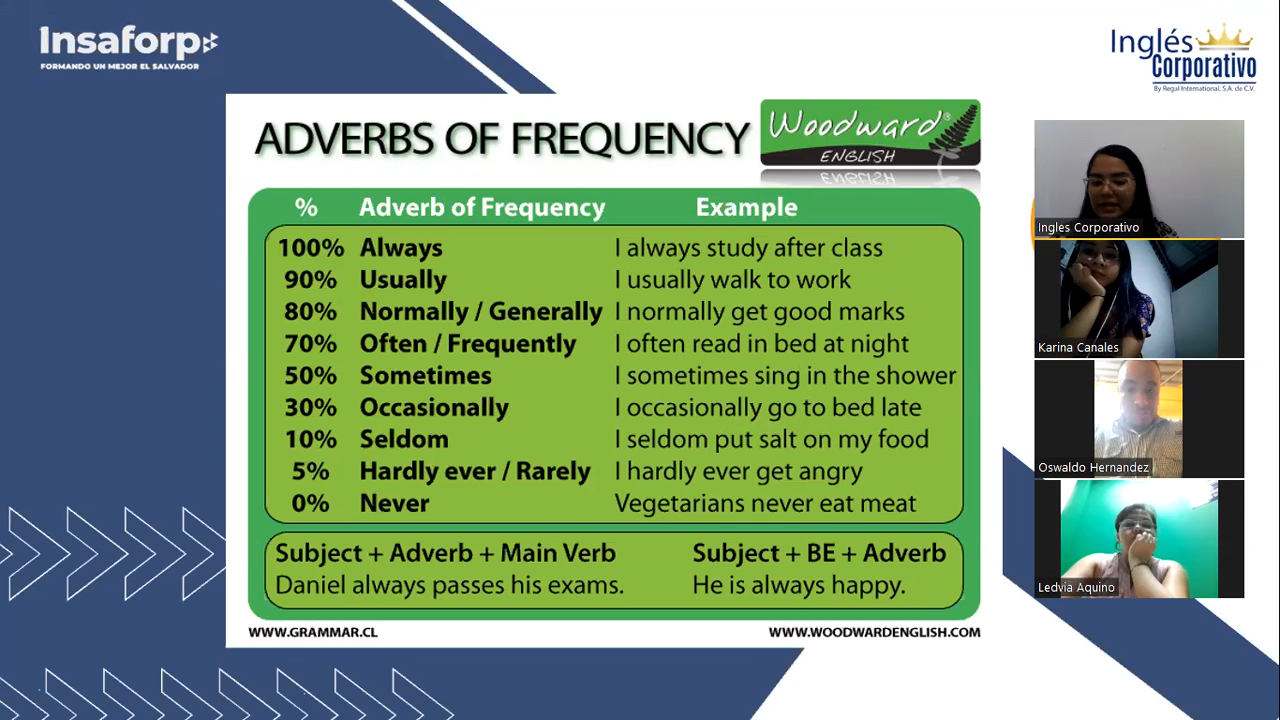 Insaforp
FORMANDO UN MEJOR EL SALVADOR
Inglés
Corporativo
By Regal International, S.A. de C.V.
ADVERBS OF FREQUENCY
Woodward®
ENGLISH
% Adverb of Frequency Example
100% Always I always study after class
90% Usually I usually walk to work
80% Normally / Generally I normally get good marks
70% Often / Frequently I often read in bed at night
50% Sometimes I sometimes sing in the shower
30% Occasionally I occasionally go to bed late
10% Seldom I seldom put salt on my food
5% Hardly ever / Rarely I hardly ever get angry
0% Never Vegetarians never eat meat
Subject + Adverb + Main Verb Subject + BE + Adverb
Daniel always passes his exams. He is always happy.
WWW.GRAMMAR.CL WWW.WOODWARDENGLISH.COM
Ingles Corporativo
Karina Canales
Oswaldo Hernandez
Ledvia Aquino